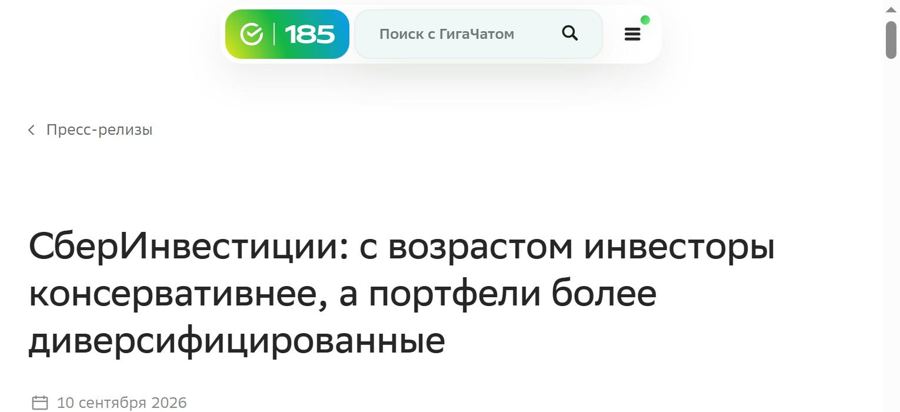 185
Поиск с ГигаЧатом
Пресс-релизы
СберИнвестиции: с возрастом инвесторы
консервативнее, а портфели более
диверсифицированные
10 сентября 2026